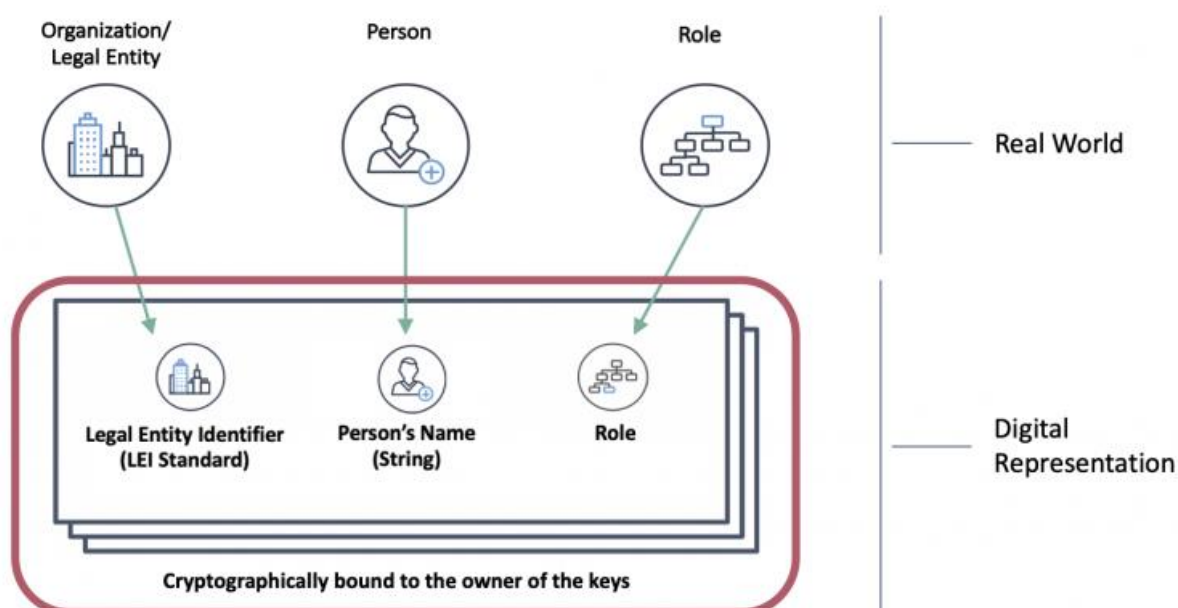 Organization/
Legal Entity
Person
Role
Real World
Legal Entity Identifier
(LEI Standard)
Person's Name
(String)
Role
Digital
Representation
Cryptographically bound to the owner of the keys